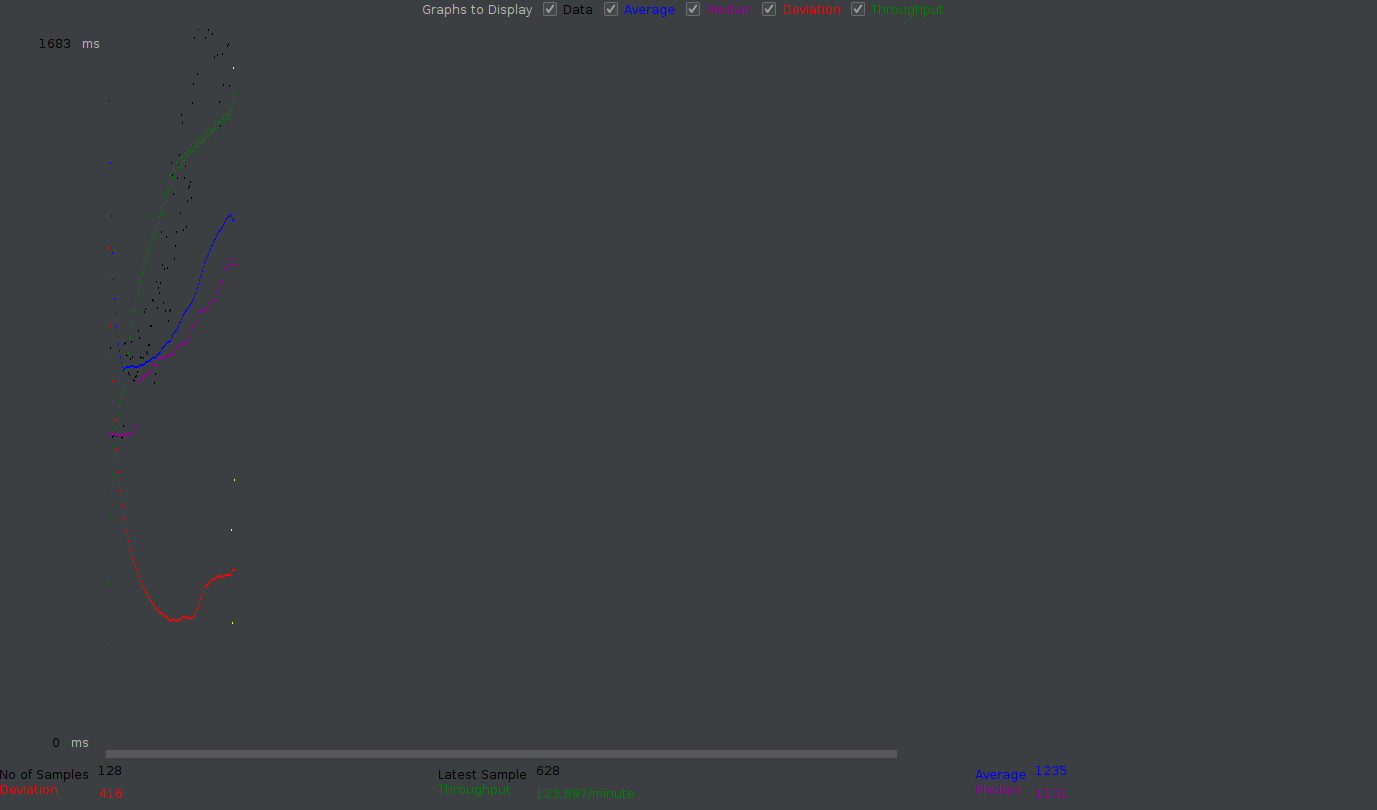 Graphs to Display Data Average Median Deviation Throughput
1683 ms
0 ms
No of Samples 128 Latest Sample 628 Average 1235
Deviation 416 Throughput 123.897/minute Median